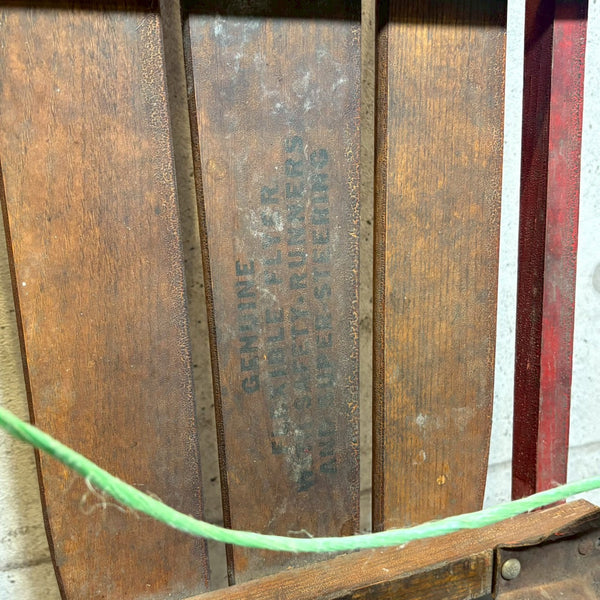 GENUINE
FLEXIBLE FLYER
WITH SAFETY-RUNNERS
AND SUPER-STEERING